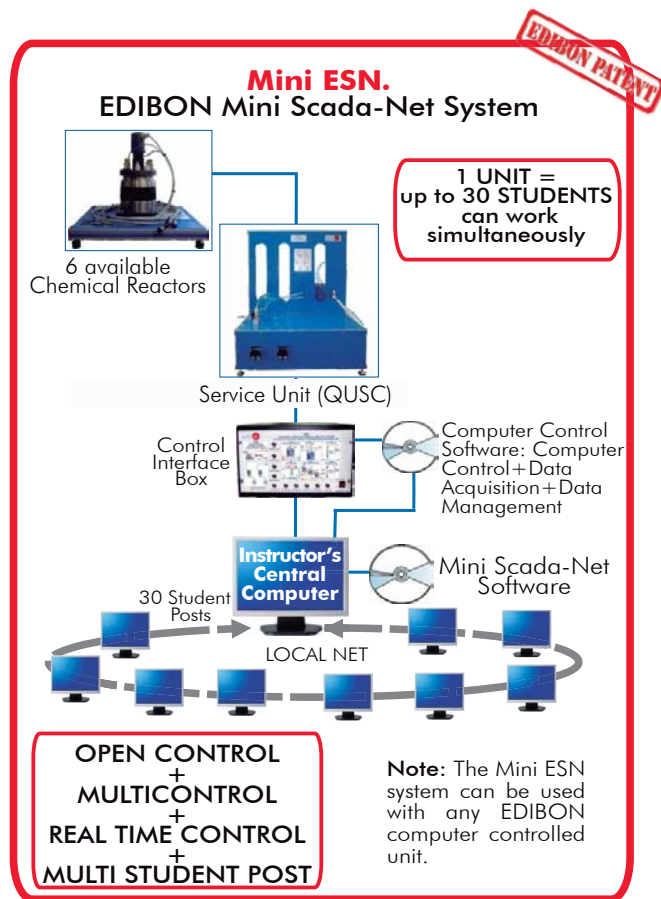 EDIBON PATENT
Mini ESN.
EDIBON Mini Scada-Net System
1 UNIT =
up to 30 STUDENTS
can work
simultaneously
6 available
Chemical Reactors
Service Unit (QUSC)
Control
Interface
Box
Computer Control
Software: Computer
Control+Data
Acquisition+Data
Management
Instructor's
Central
Computer
Mini Scada-Net
Software
30 Student
Posts
LOCAL NET
OPEN CONTROL
+
MULTICONTROL
+
REAL TIME CONTROL
+
MULTI STUDENT POST
Note: The Mini ESN
system can be used
with any EDIBON
computer controlled
unit.